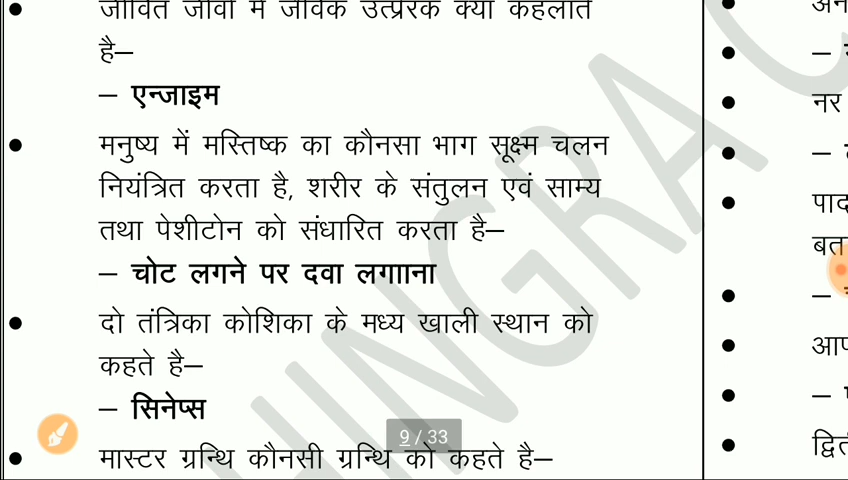 जीवित जीवों में जैविक उत्प्रेरक क्या कहलाते
है–
– एन्जाइम
मनुष्य में मस्तिष्क का कौनसा भाग सूक्ष्म चलन
नियंत्रित करता है, शरीर के संतुलन एवं साम्य
तथा पेशीटोन को संधारित करता है–
– चोट लगने पर दवा लगााना
दो तंत्रिका कोशिका के मध्य खाली स्थान को
कहते है–
– सिनेप्स
मास्टर ग्रन्थि कौनसी ग्रन्थि को कहते है–
9 / 33
नर